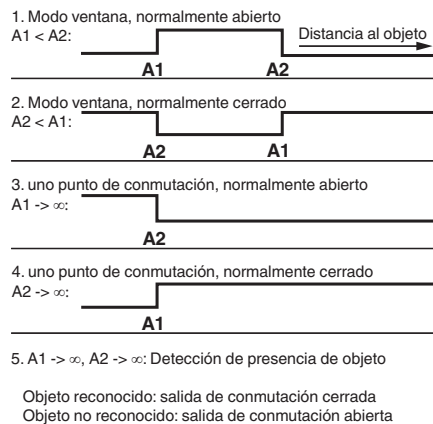 1. Modo ventana, normalmente abierto
A1 < A2:
Distancia al objeto
A1
A2
2. Modo ventana, normalmente cerrado
A2 < A1:
A2
A1
3. uno punto de conmutación, normalmente abierto
A1 -> ∞:
A2
4. uno punto de conmutación, normalmente cerrado
A2 -> ∞:
A1
5. A1 -> ∞, A2 -> ∞: Detección de presencia de objeto
Objeto reconocido: salida de conmutación cerrada
Objeto no reconocido: salida de conmutación abierta